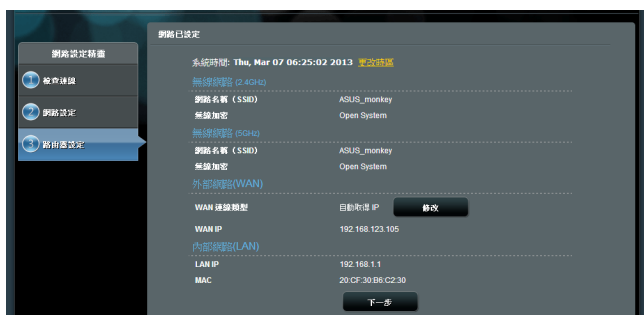 網路設定精靈
1 檢查連線
2 網路設定
3 路由器設定
網路已設定
系統時間: Thu, Mar 07 06:25:02 2013 更改時區
無線網路 (2.4GHz)
網路名稱（SSID） ASUS_monkey
無線加密 Open System
無線網路 (5GHz)
網路名稱（SSID） ASUS_monkey
無線加密 Open System
外部網路(WAN)
WAN 連線類型 自動取得 IP 修改
WAN IP 192.168.123.105
內部網路(LAN)
LAN IP 192.168.1.1
MAC 20:CF:30:B6:C2:30
下一步